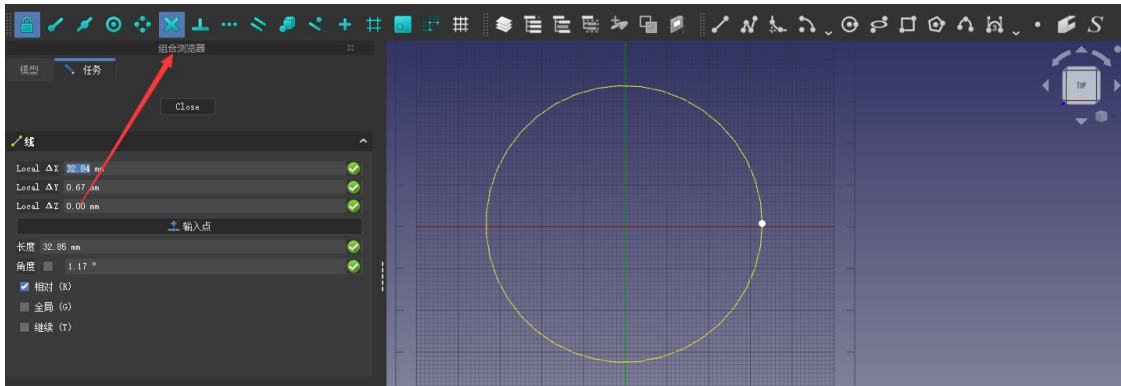 组合浏览器
模型
任务
Close
线
Local ΔX 32.84 mm
Local ΔY 0.67 mm
Local ΔZ 0.00 mm
输入点
长度 32.85 mm
角度 1.17 °
相对 (R)
全局 (G)
继续 (T)
TOP